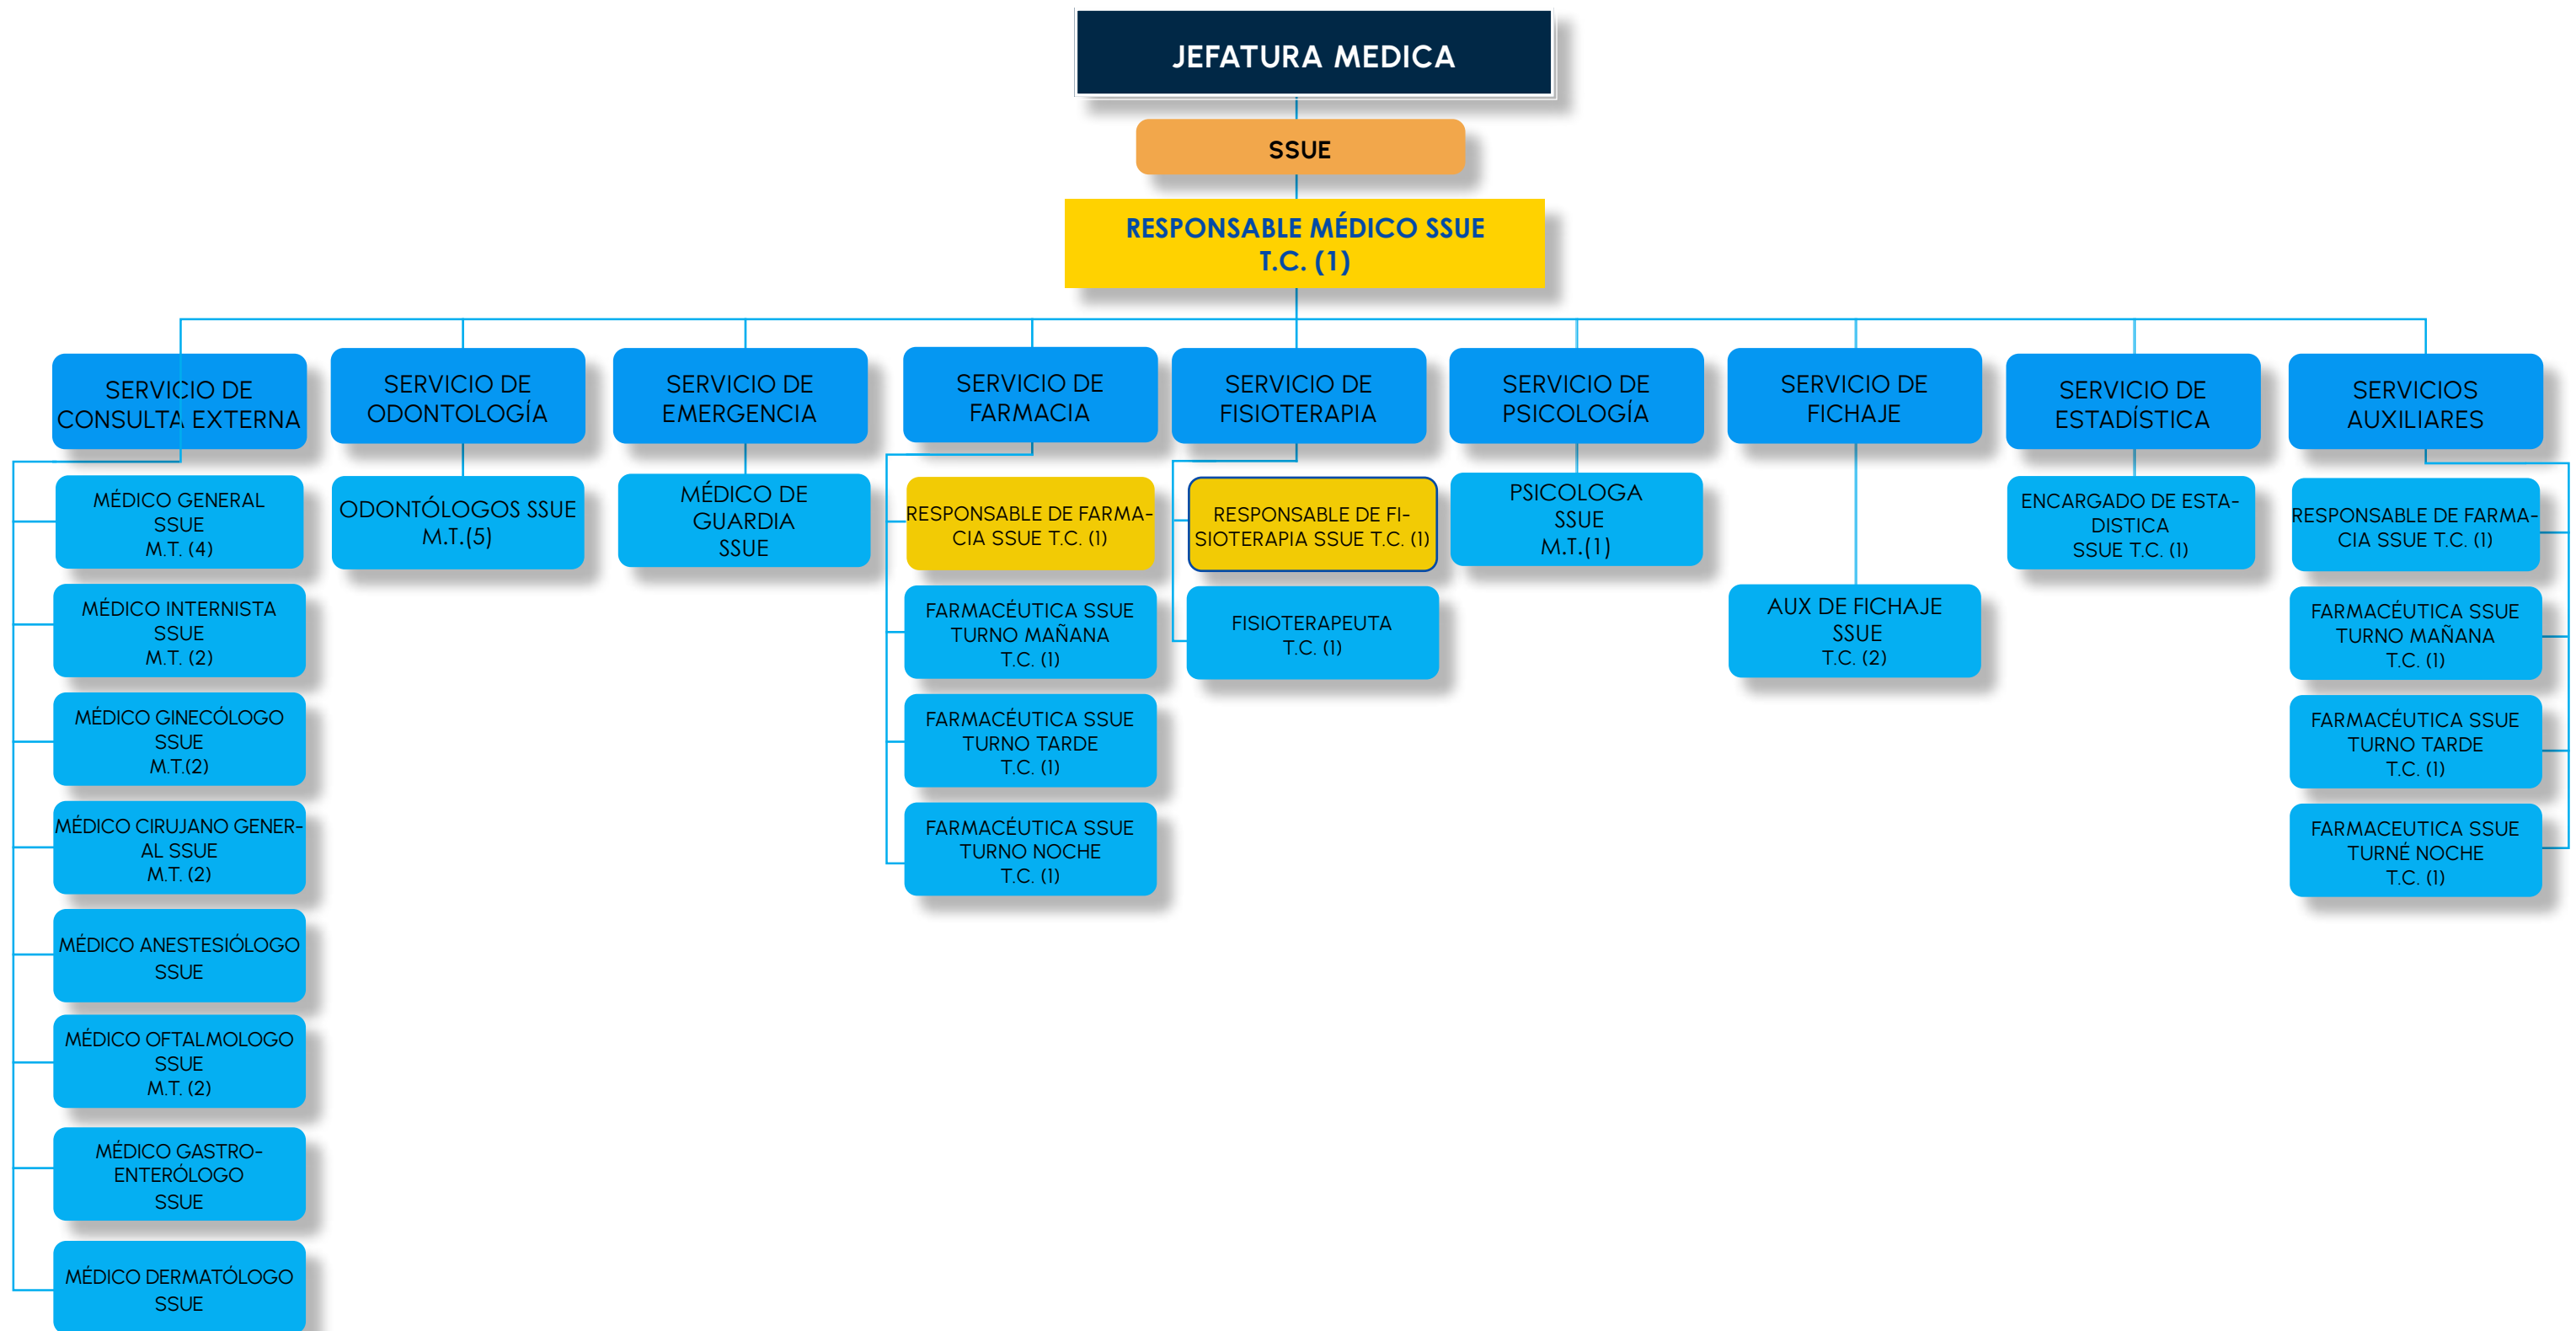 JEFATURA MEDICA
SSUE
RESPONSABLE MÉDICO SSUE
T.C. (1)
SERVICIO DE
CONSULTA EXTERNA
MÉDICO GENERAL
SSUE
M.T. (4)
MÉDICO INTERNISTA
SSUE
M.T. (2)
MÉDICO GINECÓLOGO
SSUE
M.T.(2)
MÉDICO CIRUJANO GENER-
AL SSUE
M.T. (2)
MÉDICO ANESTESIÓLOGO
SSUE
MÉDICO OFTALMOLOGO
SSUE
M.T. (2)
MÉDICO GASTRO-
ENTERÓLOGO
SSUE
MÉDICO DERMATÓLOGO
SSUE
SERVICIO DE
ODONTOLOGÍA
ODONTÓLOGOS SSUE
M.T.(5)
SERVICIO DE
EMERGENCIA
MÉDICO DE
GUARDIA
SSUE
SERVICIO DE
FARMACIA
RESPONSABLE DE FARMA-
CIA SSUE T.C. (1)
FARMACÉUTICA SSUE
TURNO MAÑANA
T.C. (1)
FARMACÉUTICA SSUE
TURNO TARDE
T.C. (1)
FARMACÉUTICA SSUE
TURNO NOCHE
T.C. (1)
SERVICIO DE
FISIOTERAPIA
RESPONSABLE DE FI-
SIOTERAPIA SSUE T.C. (1)
FISIOTERAPEUTA
T.C. (1)
SERVICIO DE
PSICOLOGÍA
PSICOLOGA
SSUE
M.T.(1)
SERVICIO DE
FICHAJE
AUX DE FICHAJE
SSUE
T.C. (2)
SERVICIO DE
ESTADÍSTICA
ENCARGADO DE ESTA-
DISTICA
SSUE T.C. (1)
SERVICIOS
AUXILIARES
RESPONSABLE DE FARMA-
CIA SSUE T.C. (1)
FARMACÉUTICA SSUE
TURNO MAÑANA
T.C. (1)
FARMACÉUTICA SSUE
TURNO TARDE
T.C. (1)
FARMACEUTICA SSUE
TURNÉ NOCHE
T.C. (1)